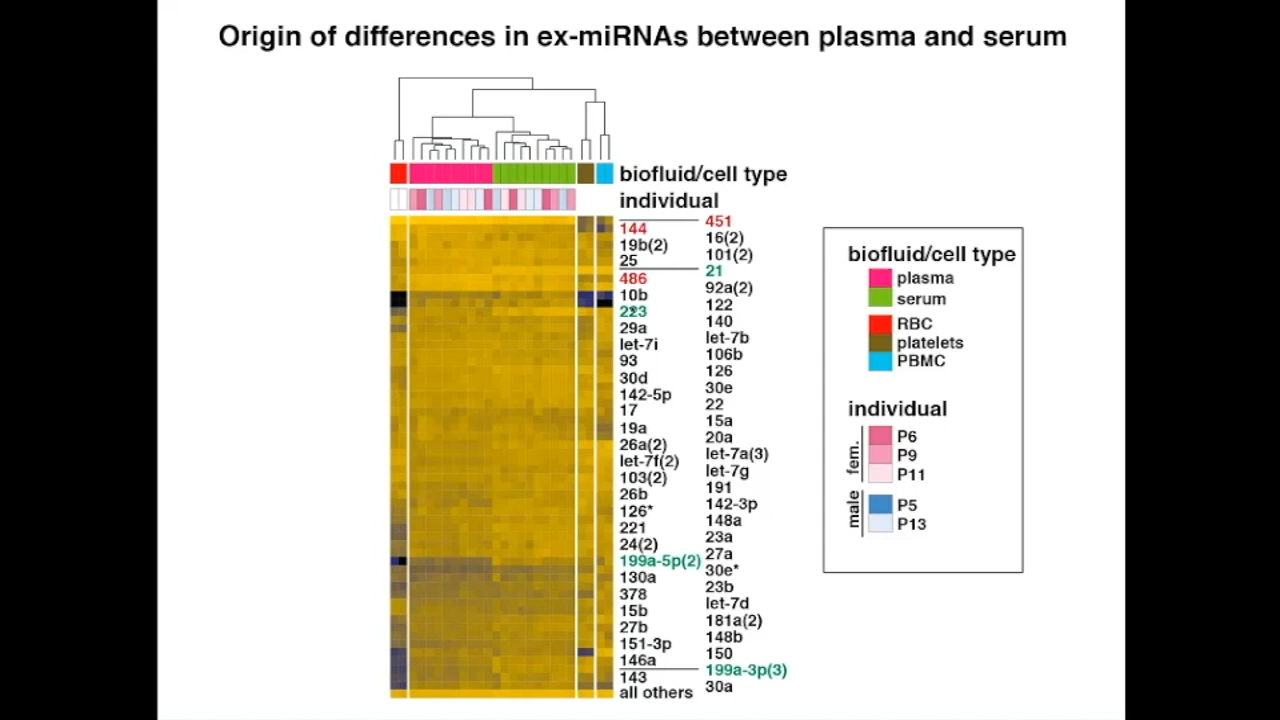 Origin of differences in ex-miRNAs between plasma and serum
biofluid/cell type
individual
144
19b(2)
25
486
10b
223
29a
let-7i
93
30d
142-5p
17
19a
26a(2)
let-7f(2)
103(2)
26b
126*
221
24(2)
199a-5p(2)
130a
378
15b
27b
151-3p
146a
143
all others
451
16(2)
101(2)
21
92a(2)
122
140
let-7b
106b
126
30e
22
15a
20a
let-7a(3)
let-7g
191
142-3p
148a
23a
27a
30e*
23b
let-7d
181a(2)
148b
150
199a-3p(3)
30a
biofluid/cell type
plasma
serum
RBC
platelets
PBMC
individual
fem.
P6
P9
P11
male
P5
P13